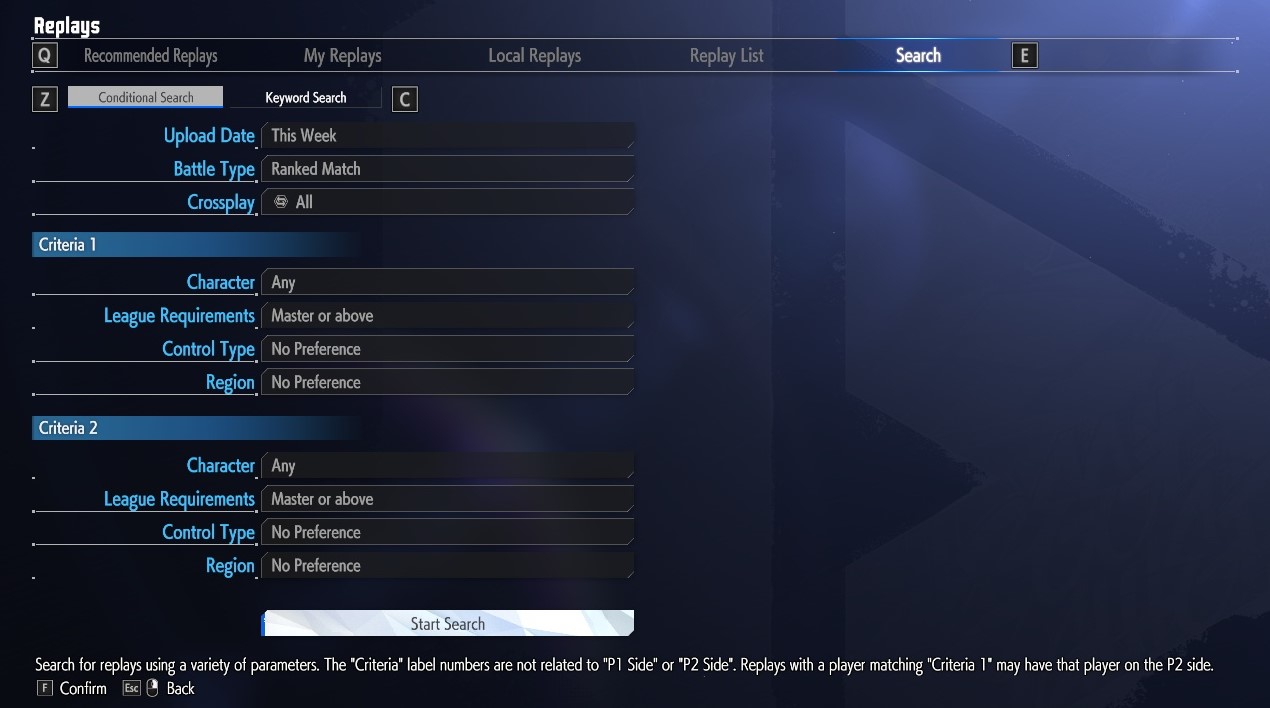 Replays
Q Recommended Replays My Replays Local Replays Replay List Search E
Z Conditional Search Keyword Search C
Upload Date This Week
Battle Type Ranked Match
Crossplay All
Criteria 1
Character Any
League Requirements Master or above
Control Type No Preference
Region No Preference
Criteria 2
Character Any
League Requirements Master or above
Control Type No Preference
Region No Preference
Start Search
Search for replays using a variety of parameters. The "Criteria" label numbers are not related to "P1 Side" or "P2 Side". Replays with a player matching "Criteria 1" may have that player on the P2 side.
F Confirm Esc Back